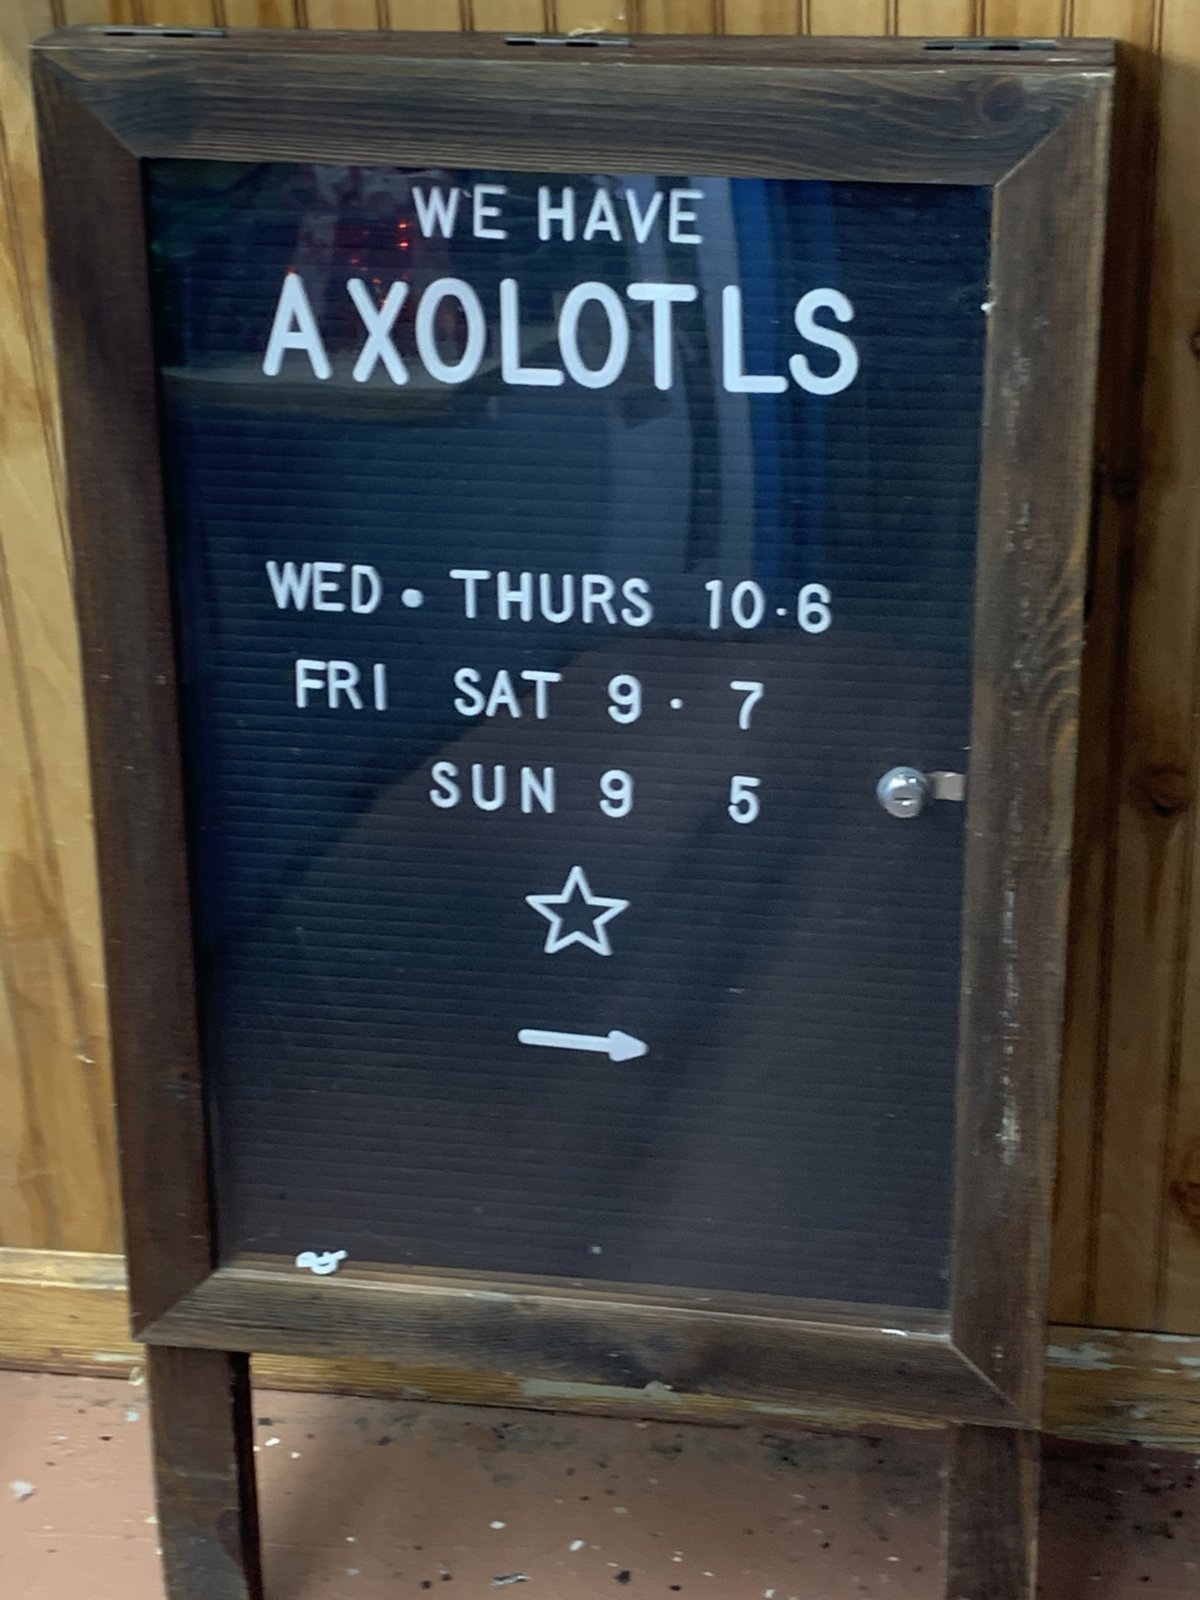 WE HAVE
AXOLOTLS
WED • THURS 10·6
FRI SAT 9· 7
SUN 9 5